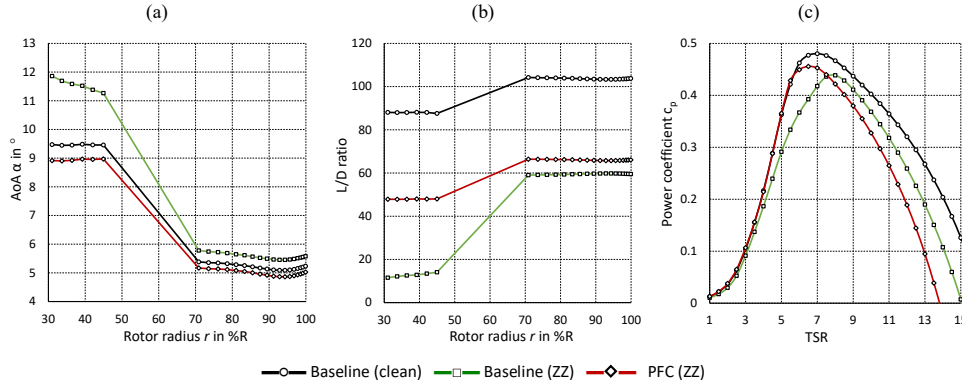 (a)
(b)
(c)
13
12
11
10
9
8
7
6
5
4
AoA α in °
30 40 50 60 70 80 90 100
Rotor radius r in %R
120
100
80
60
40
20
0
L/D ratio
30 40 50 60 70 80 90 100
Rotor radius r in %R
0.5
0.4
0.3
0.2
0.1
0
Power coefficient cp
1 3 5 7 9 11 13 15
TSR
Baseline (clean) Baseline (ZZ) PFC (ZZ)